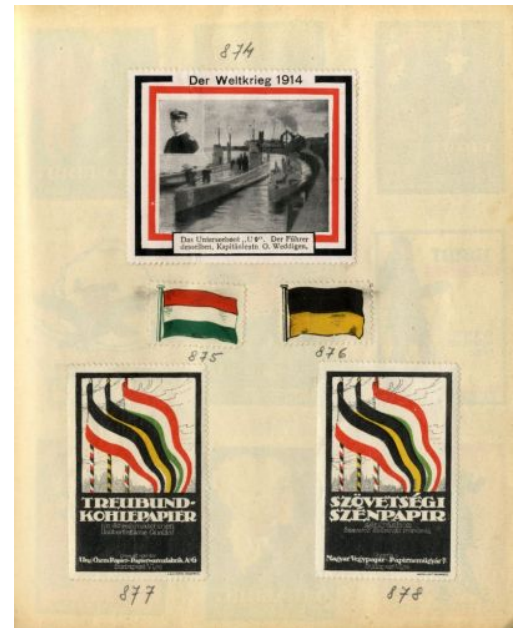 874
Der Weltkrieg 1914
Das Unterseeboot „U 9“. Der Führer
desselben, Kapitänleutn. O. Weddigen.
875
876
TREUBUND-
KOHLEPAPIER
SZÖVETSÉGI
SZÉNPAPIR
Ung. Chem. Papier- Papierwarenfabrik, A.G
Magyar Vegypapir- Papirneműgyár
877
878